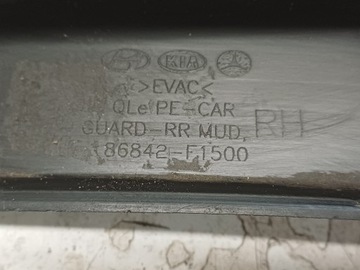 KIA
>EVAC<
QLe PE-CAR
GUARD-RR MUD, RH
86842-F1500